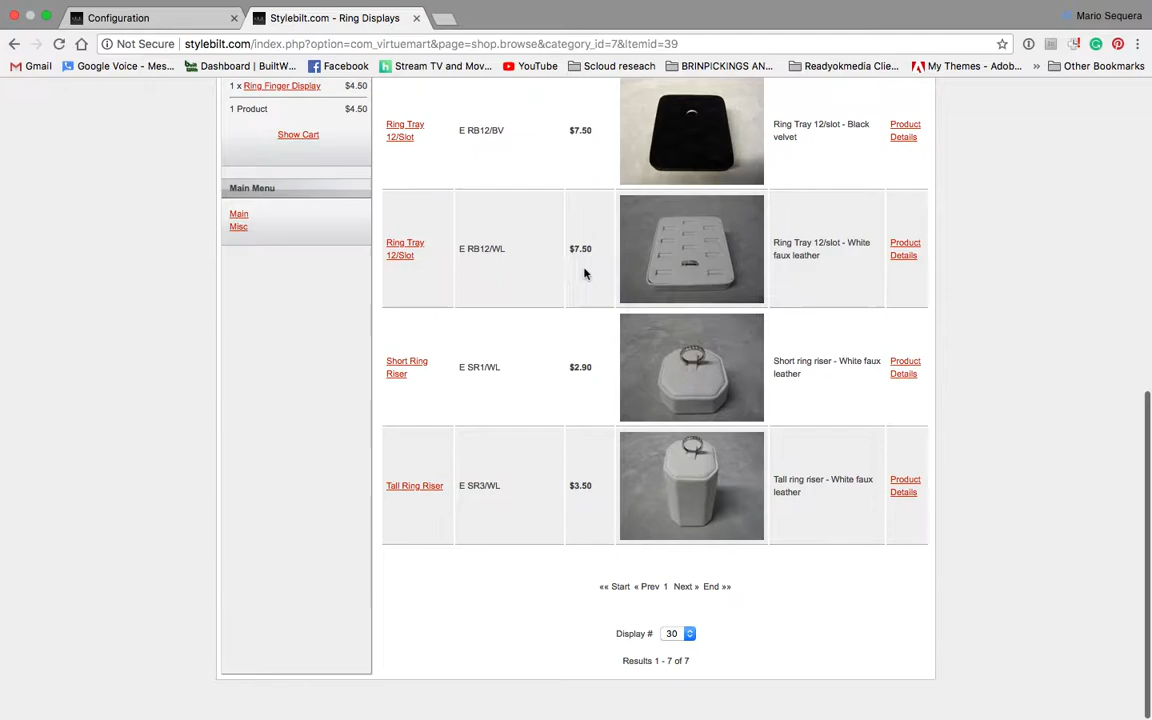 Configuration
Stylebilt.com - Ring Displays
Mario Sequera
Not Secure stylebilt.com/index.php?option=com_virtuemart&page=shop.browse&category_id=7&Itemid=39
Gmail Google Voice - Mes... Dashboard | BuiltW... Facebook Stream TV and Mov... YouTube Scloud reseach BRINPICKINGS AN... Readyokmedia Clie... My Themes - Adob... » Other Bookmarks
1 x Ring Finger Display $4.50
1 Product $4.50
Show Cart
Main Menu
Main
Misc
Ring Tray 12/Slot E RB12/BV $7.50 Ring Tray 12/slot - Black velvet Product Details
Ring Tray 12/Slot E RB12/WL $7.50 Ring Tray 12/slot - White faux leather Product Details
Short Ring Riser E SR1/WL $2.90 Short ring riser - White faux leather Product Details
Tall Ring Riser E SR3/WL $3.50 Tall ring riser - White faux leather Product Details
«« Start « Prev 1 Next » End »»
Display # 30
Results 1 - 7 of 7